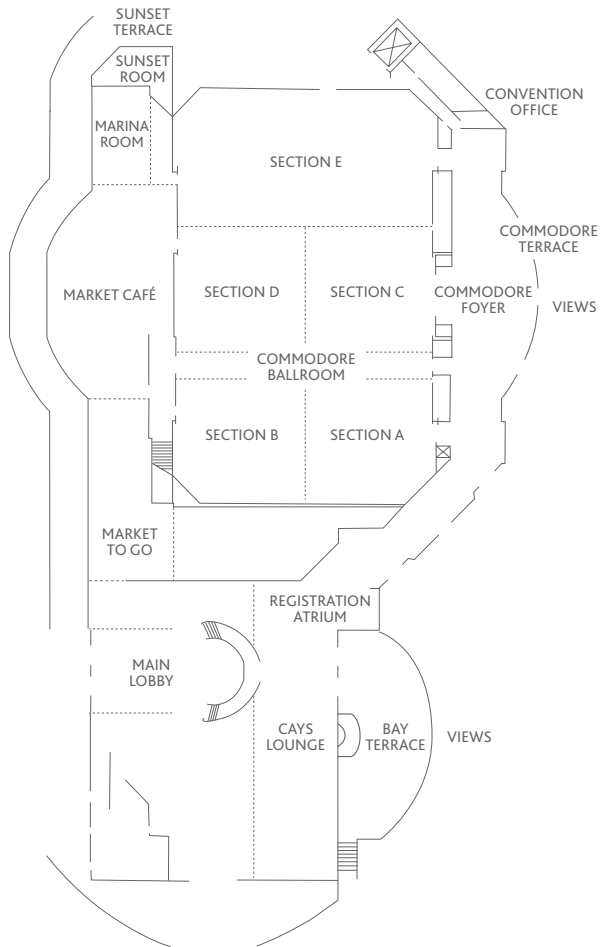 SUNSET
TERRACE
SUNSET
ROOM
CONVENTION
OFFICE
MARINA
ROOM
SECTION E
COMMODORE
TERRACE
MARKET CAFÉ
SECTION D
SECTION C
COMMODORE
FOYER
VIEWS
COMMODORE
BALLROOM
SECTION B
SECTION A
MARKET
TO GO
REGISTRATION
ATRIUM
MAIN
LOBBY
CAYS
LOUNGE
BAY
TERRACE
VIEWS